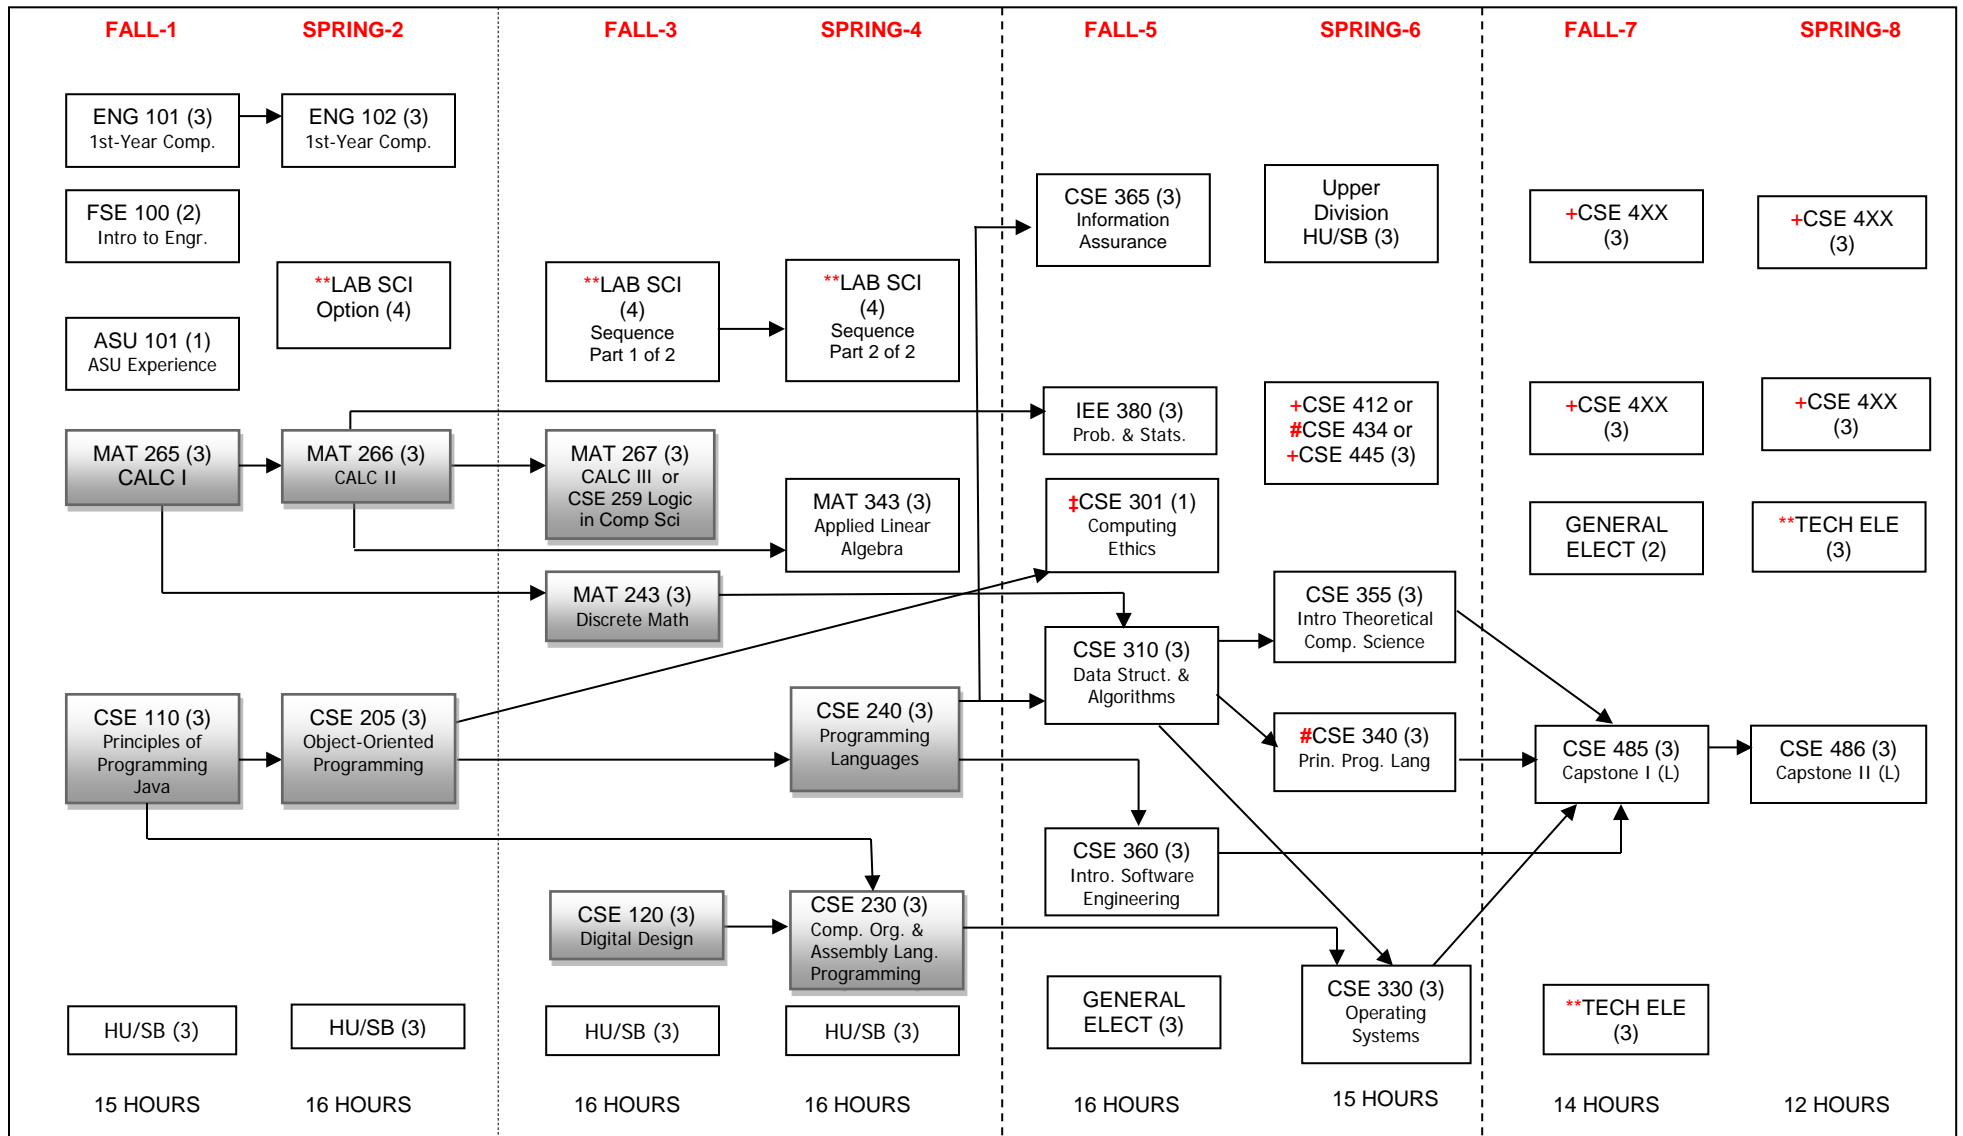 FALL-1
SPRING-2
FALL-3
SPRING-4
FALL-5
SPRING-6
FALL-7
SPRING-8
ENG 101 (3)
1st-Year Comp.
FSE 100 (2)
Intro to Engr.
ASU 101 (1)
ASU Experience
MAT 265 (3)
CALC I
CSE 110 (3)
Principles of
Programming
Java
HU/SB (3)
15 HOURS
ENG 102 (3)
1st-Year Comp.
**LAB SCI
Option (4)
MAT 266 (3)
CALC II
CSE 205 (3)
Object-Oriented
Programming
HU/SB (3)
16 HOURS
**LAB SCI
(4)
Sequence
Part 1 of 2
MAT 267 (3)
CALC III or
CSE 259 Logic
in Comp Sci
MAT 243 (3)
Discrete Math
CSE 120 (3)
Digital Design
HU/SB (3)
16 HOURS
**LAB SCI
(4)
Sequence
Part 2 of 2
MAT 343 (3)
Applied Linear
Algebra
CSE 240 (3)
Programming
Languages
CSE 230 (3)
Comp. Org. &
Assembly Lang.
Programming
HU/SB (3)
16 HOURS
CSE 365 (3)
Information
Assurance
IEE 380 (3)
Prob. & Stats.
‡CSE 301 (1)
Computing
Ethics
CSE 310 (3)
Data Struct. &
Algorithms
CSE 360 (3)
Intro. Software
Engineering
GENERAL
ELECT (3)
16 HOURS
Upper
Division
HU/SB (3)
+CSE 412 or
#CSE 434 or
+CSE 445 (3)
CSE 355 (3)
Intro Theoretical
Comp. Science
#CSE 340 (3)
Prin. Prog. Lang
CSE 330 (3)
Operating
Systems
15 HOURS
+CSE 4XX
(3)
+CSE 4XX
(3)
GENERAL
ELECT (2)
CSE 485 (3)
Capstone I (L)
**TECH ELE
(3)
14 HOURS
+CSE 4XX
(3)
+CSE 4XX
(3)
**TECH ELE
(3)
CSE 486 (3)
Capstone II (L)
12 HOURS